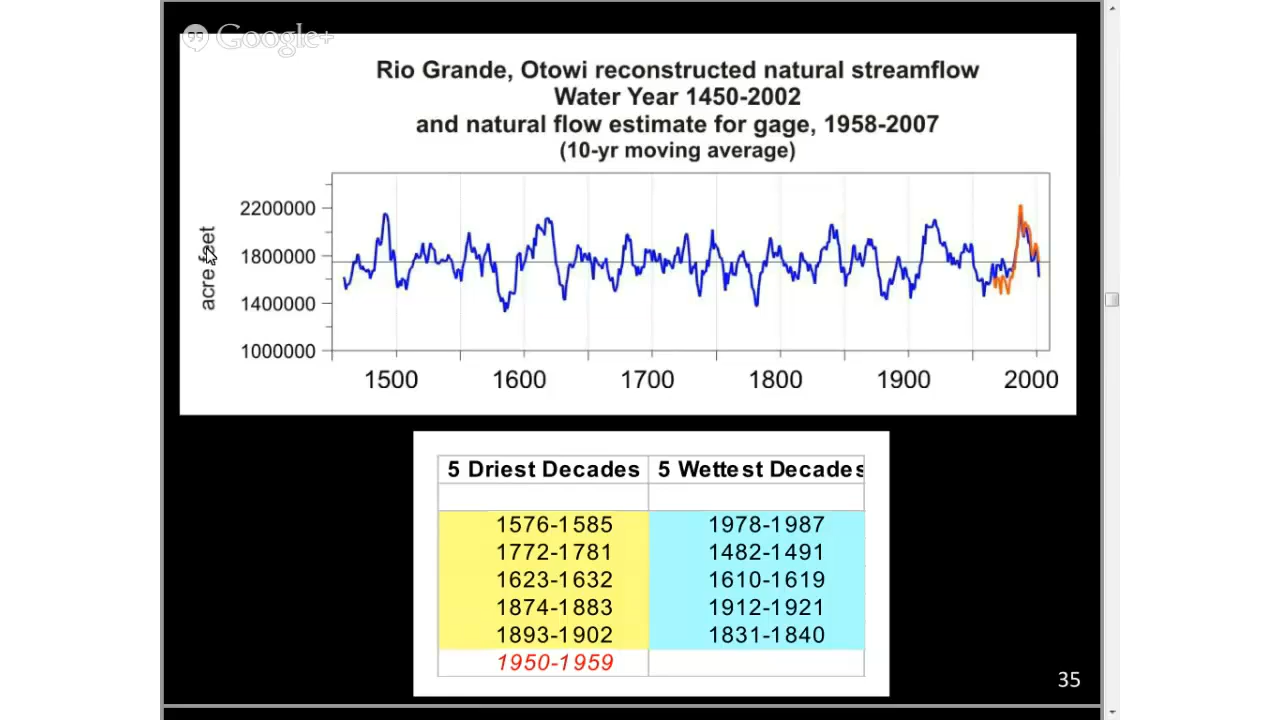 Google+
Rio Grande, Otowi reconstructed natural streamflow
Water Year 1450-2002
and natural flow estimate for gage, 1958-2007
(10-yr moving average)
acre feet
2200000
1800000
1400000
1000000
1500 1600 1700 1800 1900 2000
5 Driest Decades 5 Wettest Decades
1576-1585 1978-1987
1772-1781 1482-1491
1623-1632 1610-1619
1874-1883 1912-1921
1893-1902 1831-1840
1950-1959
35